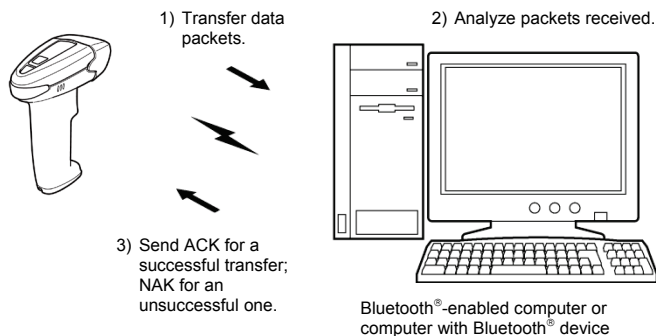 1) Transfer data
packets.
2) Analyze packets received.
3) Send ACK for a
successful transfer;
NAK for an
unsuccessful one.
Bluetooth®-enabled computer or
computer with Bluetooth® device